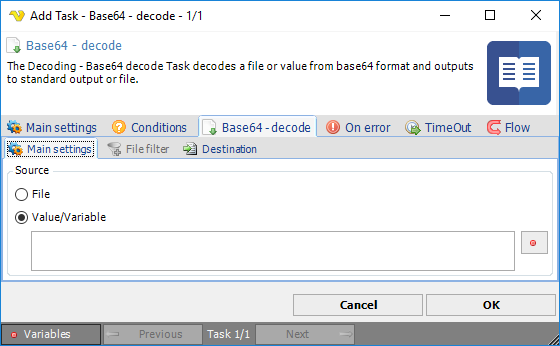 Add Task - Base64 - decode - 1/1
Base64 - decode
The Decoding - Base64 decode Task decodes a file or value from base64 format and outputs
to standard output or file.
Main settings Conditions Base64 - decode On error TimeOut Flow
Main settings File filter Destination
Source
File
Value/Variable
Cancel OK
Variables Previous Task 1/1 Next